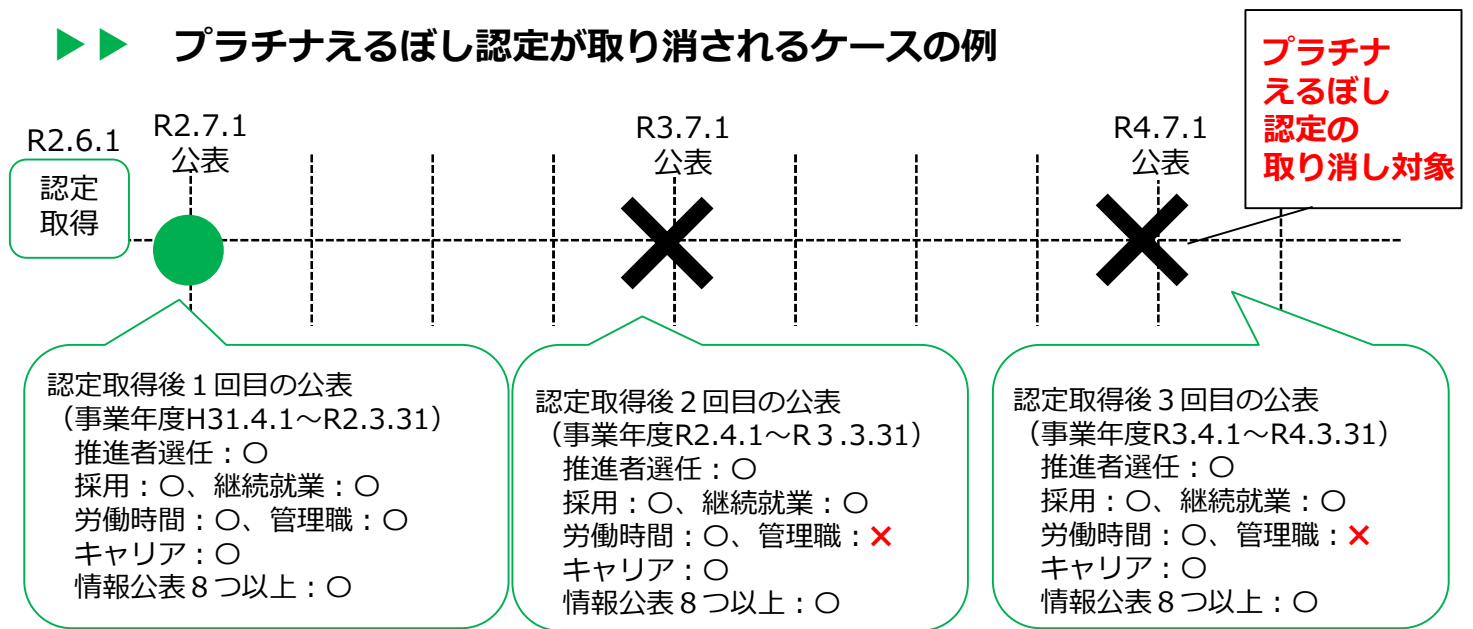 ▶▶ プラチナえるぼし認定が取り消されるケースの例
プラチナ
えるぼし
認定の
取り消し対象
R2.6.1
認定
取得
R2.7.1
公表
R3.7.1
公表
R4.7.1
公表
認定取得後1回目の公表
（事業年度H31.4.1～R2.3.31）
推進者選任：〇
採用：〇、継続就業：〇
労働時間：〇、管理職：〇
キャリア：〇
情報公表８つ以上：〇
認定取得後２回目の公表
（事業年度R2.4.1～R３.3.31）
推進者選任：〇
採用：〇、継続就業：〇
労働時間：〇、管理職：×
キャリア：〇
情報公表８つ以上：〇
認定取得後３回目の公表
（事業年度R3.4.1～R4.3.31）
推進者選任：〇
採用：〇、継続就業：〇
労働時間：〇、管理職：×
キャリア：〇
情報公表８つ以上：〇